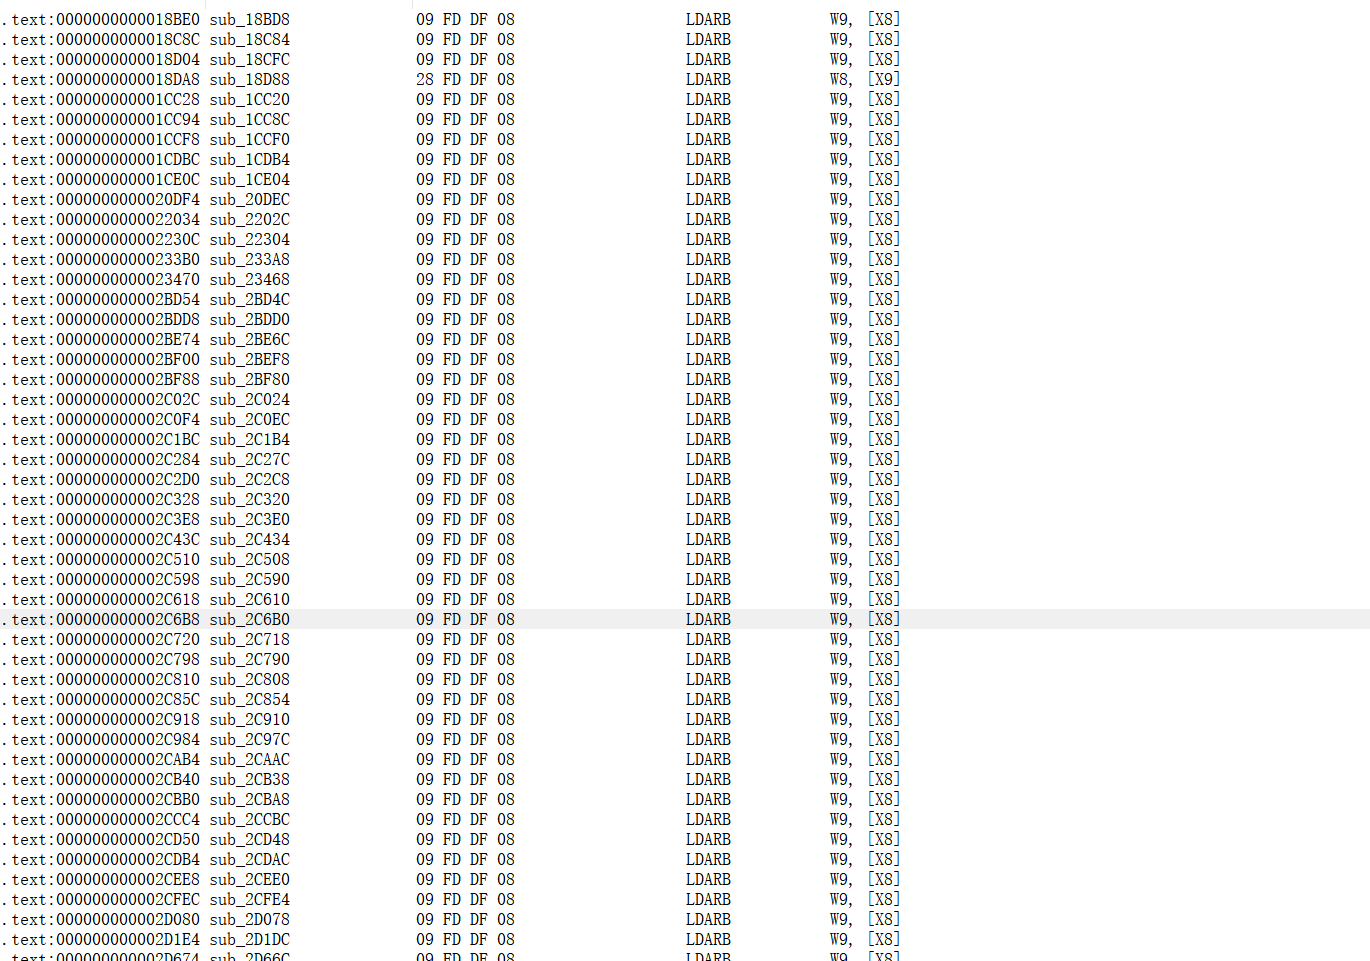 .text:0000000000018BE0 sub_18BD8 09 FD DF 08 LDARB W9, [X8]
.text:0000000000018C8C sub_18C84 09 FD DF 08 LDARB W9, [X8]
.text:0000000000018D04 sub_18CFC 09 FD DF 08 LDARB W9, [X8]
.text:0000000000018DA8 sub_18D88 28 FD DF 08 LDARB W8, [X9]
.text:000000000001CC28 sub_1CC20 09 FD DF 08 LDARB W9, [X8]
.text:000000000001CC94 sub_1CC8C 09 FD DF 08 LDARB W9, [X8]
.text:000000000001CCF8 sub_1CCF0 09 FD DF 08 LDARB W9, [X8]
.text:000000000001CDBC sub_1CDB4 09 FD DF 08 LDARB W9, [X8]
.text:000000000001CE0C sub_1CE04 09 FD DF 08 LDARB W9, [X8]
.text:0000000000020DF4 sub_20DEC 09 FD DF 08 LDARB W9, [X8]
.text:0000000000022034 sub_2202C 09 FD DF 08 LDARB W9, [X8]
.text:000000000002230C sub_22304 09 FD DF 08 LDARB W9, [X8]
.text:00000000000233B0 sub_233A8 09 FD DF 08 LDARB W9, [X8]
.text:0000000000023470 sub_23468 09 FD DF 08 LDARB W9, [X8]
.text:000000000002BD54 sub_2BD4C 09 FD DF 08 LDARB W9, [X8]
.text:000000000002BDD8 sub_2BDD0 09 FD DF 08 LDARB W9, [X8]
.text:000000000002BE74 sub_2BE6C 09 FD DF 08 LDARB W9, [X8]
.text:000000000002BF00 sub_2BEF8 09 FD DF 08 LDARB W9, [X8]
.text:000000000002BF88 sub_2BF80 09 FD DF 08 LDARB W9, [X8]
.text:000000000002C02C sub_2C024 09 FD DF 08 LDARB W9, [X8]
.text:000000000002C0F4 sub_2C0EC 09 FD DF 08 LDARB W9, [X8]
.text:000000000002C1BC sub_2C1B4 09 FD DF 08 LDARB W9, [X8]
.text:000000000002C284 sub_2C27C 09 FD DF 08 LDARB W9, [X8]
.text:000000000002C2D0 sub_2C2C8 09 FD DF 08 LDARB W9, [X8]
.text:000000000002C328 sub_2C320 09 FD DF 08 LDARB W9, [X8]
.text:000000000002C3E8 sub_2C3E0 09 FD DF 08 LDARB W9, [X8]
.text:000000000002C43C sub_2C434 09 FD DF 08 LDARB W9, [X8]
.text:000000000002C510 sub_2C508 09 FD DF 08 LDARB W9, [X8]
.text:000000000002C598 sub_2C590 09 FD DF 08 LDARB W9, [X8]
.text:000000000002C618 sub_2C610 09 FD DF 08 LDARB W9, [X8]
.text:000000000002C6B8 sub_2C6B0 09 FD DF 08 LDARB W9, [X8]
.text:000000000002C720 sub_2C718 09 FD DF 08 LDARB W9, [X8]
.text:000000000002C798 sub_2C790 09 FD DF 08 LDARB W9, [X8]
.text:000000000002C810 sub_2C808 09 FD DF 08 LDARB W9, [X8]
.text:000000000002C85C sub_2C854 09 FD DF 08 LDARB W9, [X8]
.text:000000000002C918 sub_2C910 09 FD DF 08 LDARB W9, [X8]
.text:000000000002C984 sub_2C97C 09 FD DF 08 LDARB W9, [X8]
.text:000000000002CAB4 sub_2CAAC 09 FD DF 08 LDARB W9, [X8]
.text:000000000002CB40 sub_2CB38 09 FD DF 08 LDARB W9, [X8]
.text:000000000002CBB0 sub_2CBA8 09 FD DF 08 LDARB W9, [X8]
.text:000000000002CCC4 sub_2CCBC 09 FD DF 08 LDARB W9, [X8]
.text:000000000002CD50 sub_2CD48 09 FD DF 08 LDARB W9, [X8]
.text:000000000002CDB4 sub_2CDAC 09 FD DF 08 LDARB W9, [X8]
.text:000000000002CEE8 sub_2CEE0 09 FD DF 08 LDARB W9, [X8]
.text:000000000002CFEC sub_2CFE4 09 FD DF 08 LDARB W9, [X8]
.text:000000000002D080 sub_2D078 09 FD DF 08 LDARB W9, [X8]
.text:000000000002D1E4 sub_2D1DC 09 FD DF 08 LDARB W9, [X8]
.text:000000000002D674 sub_2D66C 09 FD DF 08 LDARB W9, [X8]